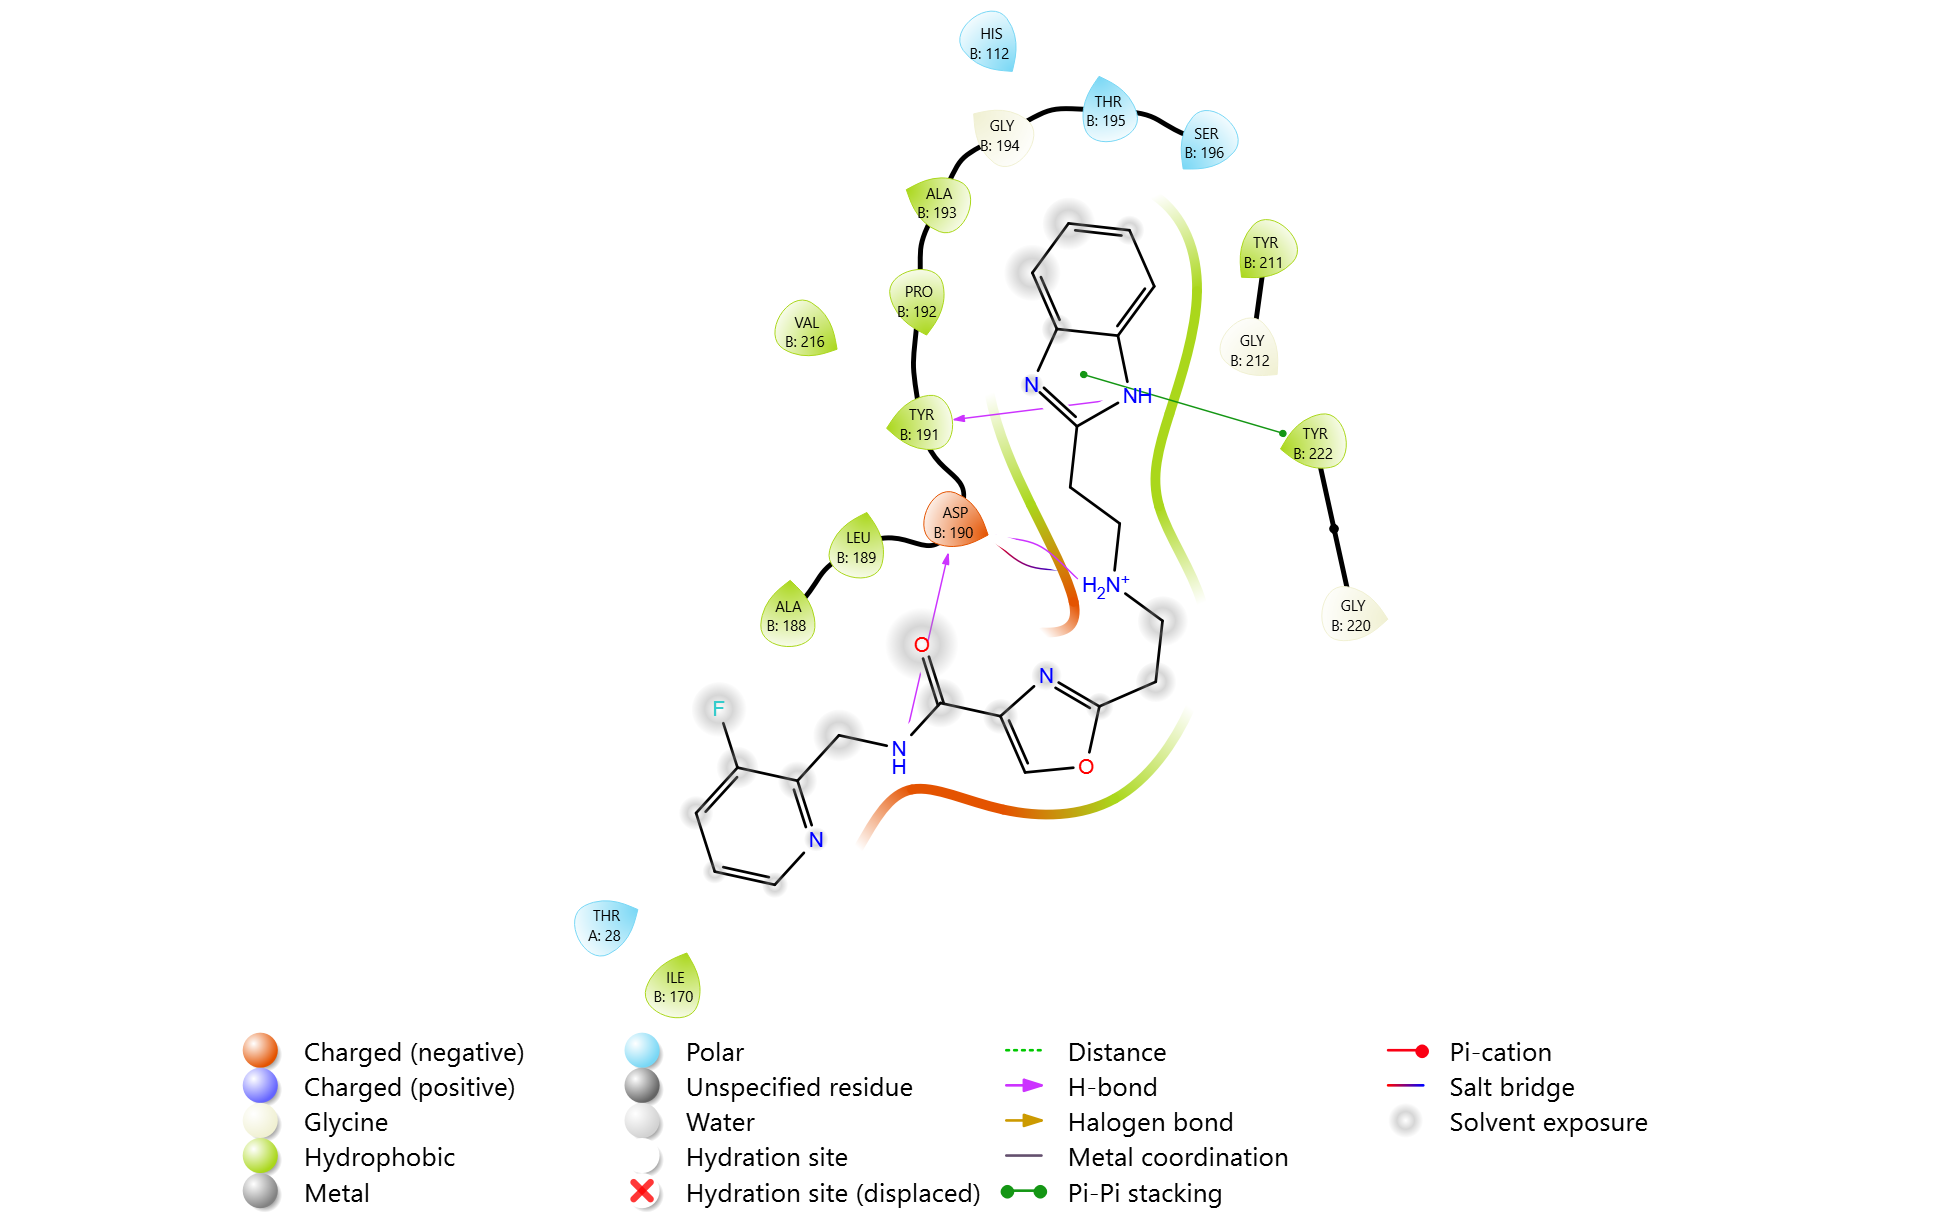 HIS
B: 112
THR
B: 195
GLY
B: 194
SER
B: 196
ALA
B: 193
TYR
B: 211
PRO
B: 192
VAL
B: 216
GLY
B: 212
N
NH
TYR
B: 191
TYR
B: 222
ASP
B: 190
LEU
B: 189
H2N+
ALA
B: 188
GLY
B: 220
O
N
F
N
H
O
N
THR
A: 28
ILE
B: 170
Charged (negative)
Charged (positive)
Glycine
Hydrophobic
Metal
Polar
Unspecified residue
Water
Hydration site
Hydration site (displaced)
Distance
H-bond
Halogen bond
Metal coordination
Pi-Pi stacking
Pi-cation
Salt bridge
Solvent exposure